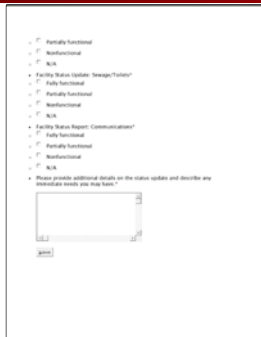 Partially functional
Nonfunctional
N/A
Facility Status Update: Sewage/Toilets*
Fully functional
Partially functional
Nonfunctional
N/A
Facility Status Report: Communications*
Fully functional
Partially functional
Nonfunctional
N/A
Please provide additional details on the status update and describe any
immediate needs you may have.*